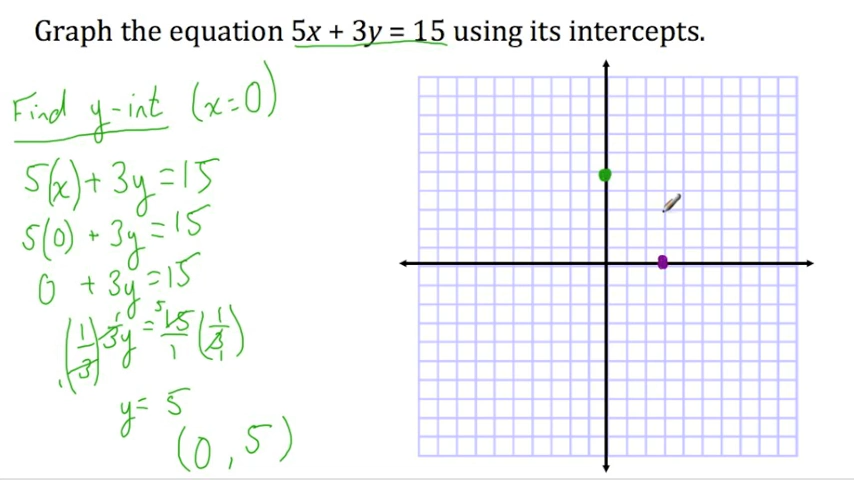 Graph the equation 5x + 3y = 15 using its intercepts.
Find y-int (x=0)
5(x) + 3y = 15
5(0) + 3y = 15
0 + 3y = 15
(1/3) 3y = 15/1 (1/3)
y = 5
(0, 5)